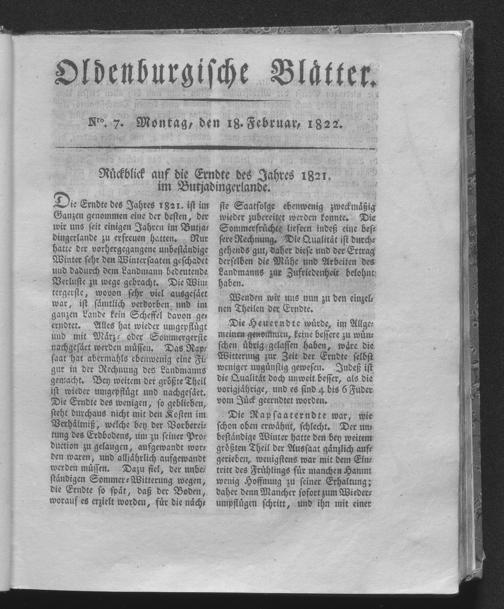 Oldenburgische Blätter.
Nro. 7. Montag, den 18. Februar, 1822.
Rückblick auf die Erndte des Jahres 1821.
im Butjadingerlande.
Die Erndte des Jahres 1821. ist im
Ganzen genommen eine der besten, der
wir uns seit einigen Jahren im Butja-
dingerlande zu erfreuen hatten. Nur
hatte der vorhergegangene unbeständige
Winter sehr den Wintersaaten geschadet
und dadurch dem Landmann bedeutende
Verluste zu wege gebracht. Die Win-
tergerste, wovon sehr viel ausgesäet
war, ist sämtlich verdorben und im
ganzen Lande kein Scheffel davon ge-
erndtet. Alles hat wieder umgepflügt
und mit März- oder Sommergerste
nachgesäet werden müssen. Das Rap-
saat hat abermahls ebenwenig eine Fi-
gur in der Rechnung des Landmanns
gemacht. Bey weitem der größte Theil
ist wieder umgepflügt und nachgesäet.
Die Erndte des wenigen, so geblieben,
steht durchaus nicht mit den Kosten im
Verhältniß, welche bey der Vorberei-
tung des Erdbodens, um zu seiner Pro-
duction zu gelangen, aufgewandt wor-
den waren, und alljährlich aufgewandt
werden müssen. Dazu fiel, der unbe-
ständigen Sommer-Witterung wegen,
die Erndte so spät, daß der Boden,
worauf es erzielt worden, für die näch-
ste Saatfolge ebenwenig zweckmäßig
wieder zubereitet werden konnte. Die
Sommerfrüchte liefern indeß eine bes-
sere Rechnung. Die Qualität ist durch-
gehends gut, daher diese und der Ertrag
derselben die Mühe und Arbeiten des
Landmanns zur Zufriedenheit belohnt
haben.
Wenden wir uns nun zu den einzel-
nen Theilen der Erndte.
Die Heuerndte würde, im Allge-
meinen genommen, keine bessere zu wün-
schen übrig gelassen haben, wäre die
Witterung zur Zeit der Erndte selbst
weniger ungünstig gewesen. Indeß ist
die Qualität doch unweit besser, als die
vorigjährige, und es sind 4 bis 6 Fuder
vom Jück geerndtet worden.
Die Rapsaaterndte war, wie
schon oben erwähnt, schlecht. Der un-
beständige Winter hatte den bey weitem
größten Theil der Aussaat gänzlich auf-
gerieben, wenigstens war mit dem Ein-
tritt des Frühlings für manchen Hamm
wenig Hoffnung zu seiner Erhaltung;
daher denn Mancher sofort zum Wieder-
umpflügen schritt, und ihn mit einer